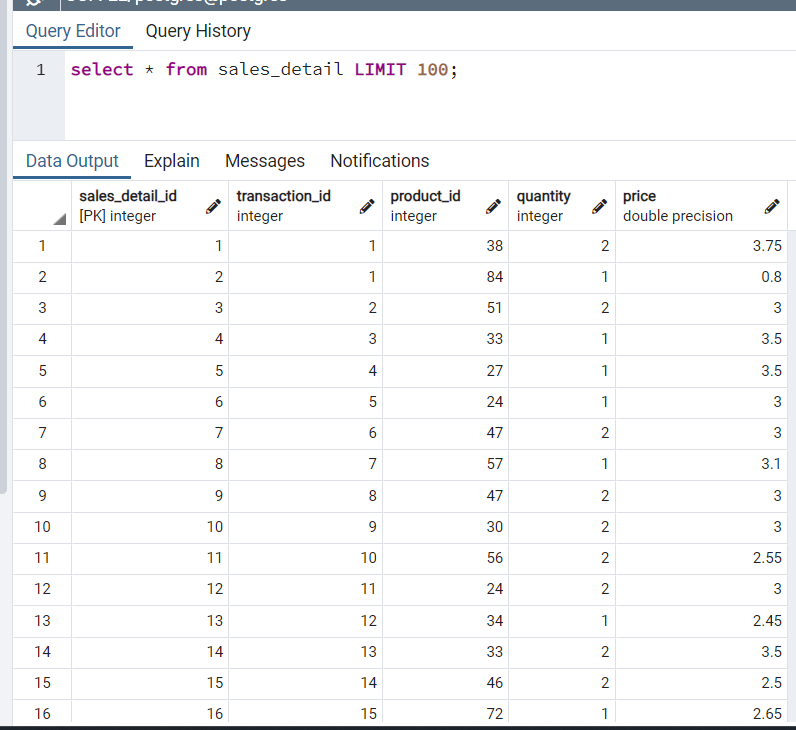 Query Editor Query History
1 select * from sales_detail LIMIT 100;
Data Output Explain Messages Notifications
sales_detail_id transaction_id product_id quantity price
[PK] integer integer integer integer double precision
1 1 1 38 2 3.75
2 2 1 84 1 0.8
3 3 2 51 2 3
4 4 3 33 1 3.5
5 5 4 27 1 3.5
6 6 5 24 1 3
7 7 6 47 2 3
8 8 7 57 1 3.1
9 9 8 47 2 3
10 10 9 30 2 3
11 11 10 56 2 2.55
12 12 11 24 2 3
13 13 12 34 1 2.45
14 14 13 33 2 3.5
15 15 14 46 2 2.5
16 16 15 72 1 2.65